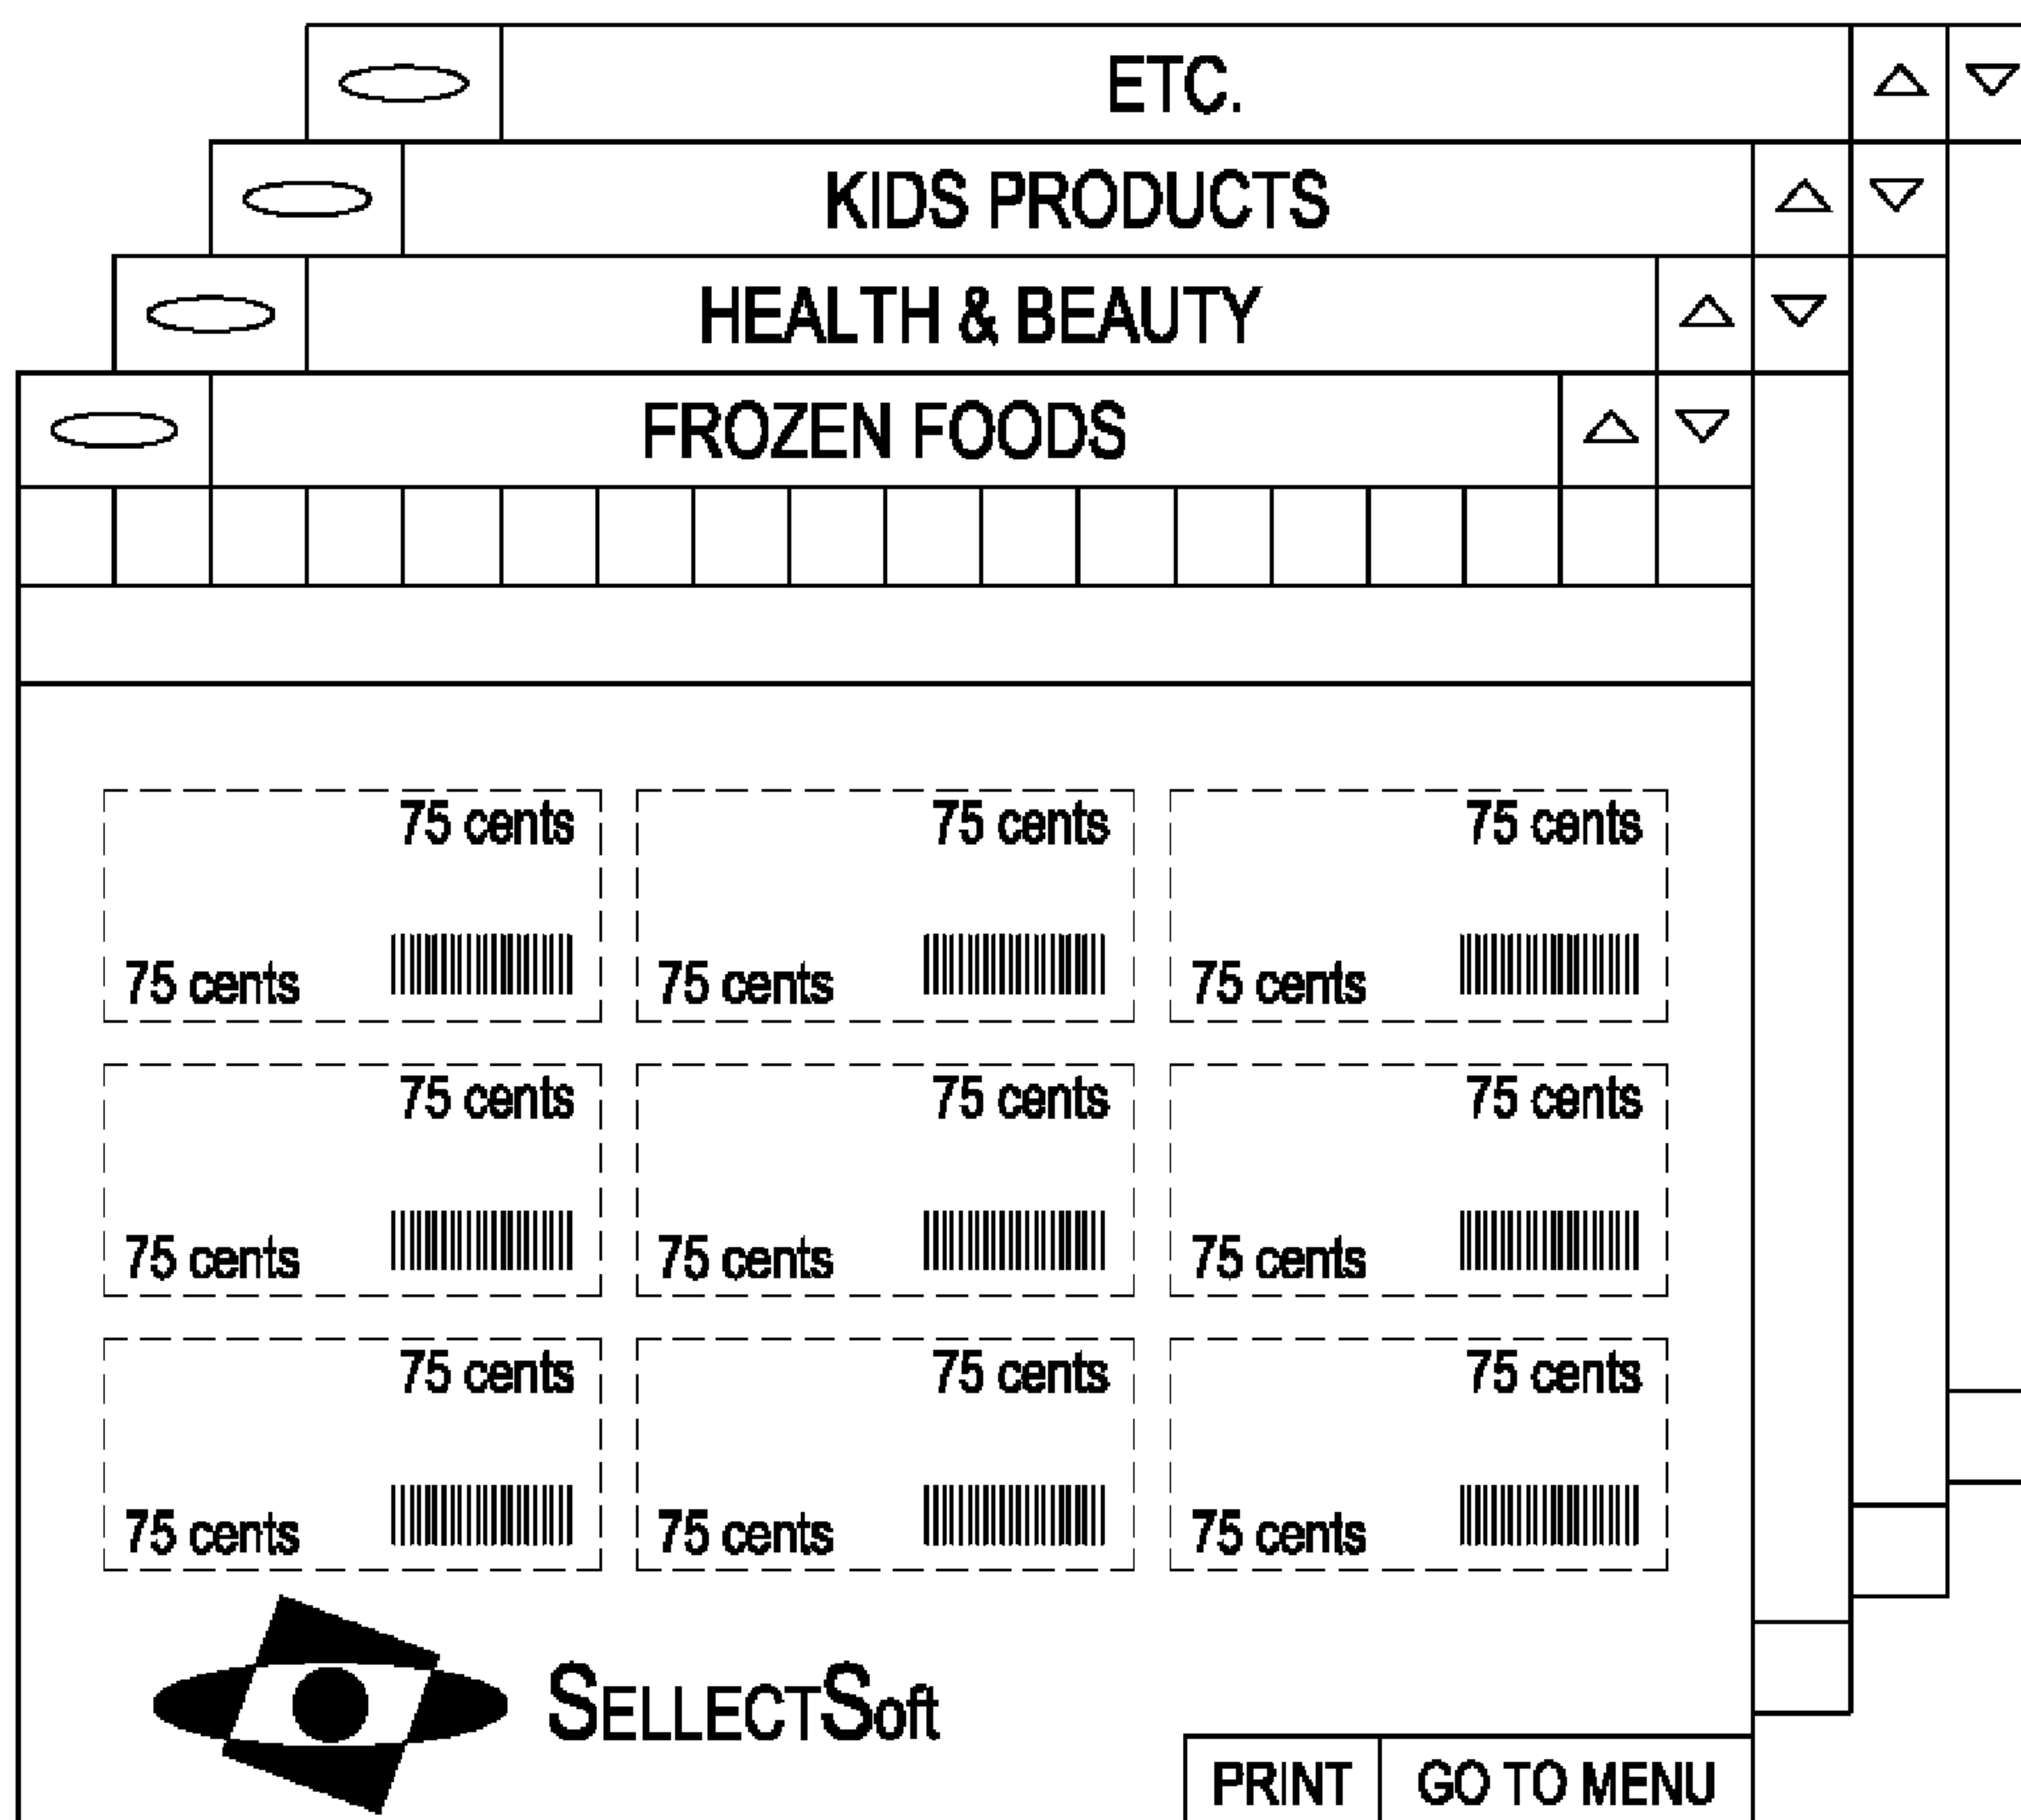 ETC.
KIDS PRODUCTS
HEALTH & BEAUTY
FROZEN FOODS
75 cents 75 cents 75 cents
75 cents 75 cents 75 cents
75 cents 75 cents 75 cents
75 cents 75 cents 75 cents
75 cents 75 cents 75 cents
75 cents 75 cents 75 cents
SELLECTSoft
PRINT GO TO MENU